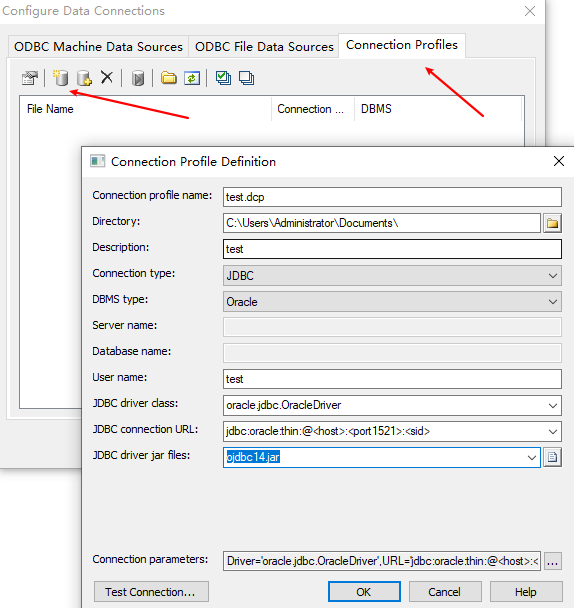 Configure Data Connections
ODBC Machine Data Sources ODBC File Data Sources Connection Profiles
File Name Connection ... DBMS
Connection Profile Definition
Connection profile name: test.dcp
Directory: C:\Users\Administrator\Documents\
Description: test
Connection type: JDBC
DBMS type: Oracle
Server name:
Database name:
User name: test
JDBC driver class: oracle.jdbc.OracleDriver
JDBC connection URL: jdbc:oracle:thin:@<host>:<port1521>:<sid>
JDBC driver jar files: ojdbc14.jar
Connection parameters: Driver='oracle.jdbc.OracleDriver',URL='jdbc:oracle:thin:@<host>:< ...
Test Connection... OK Cancel Help